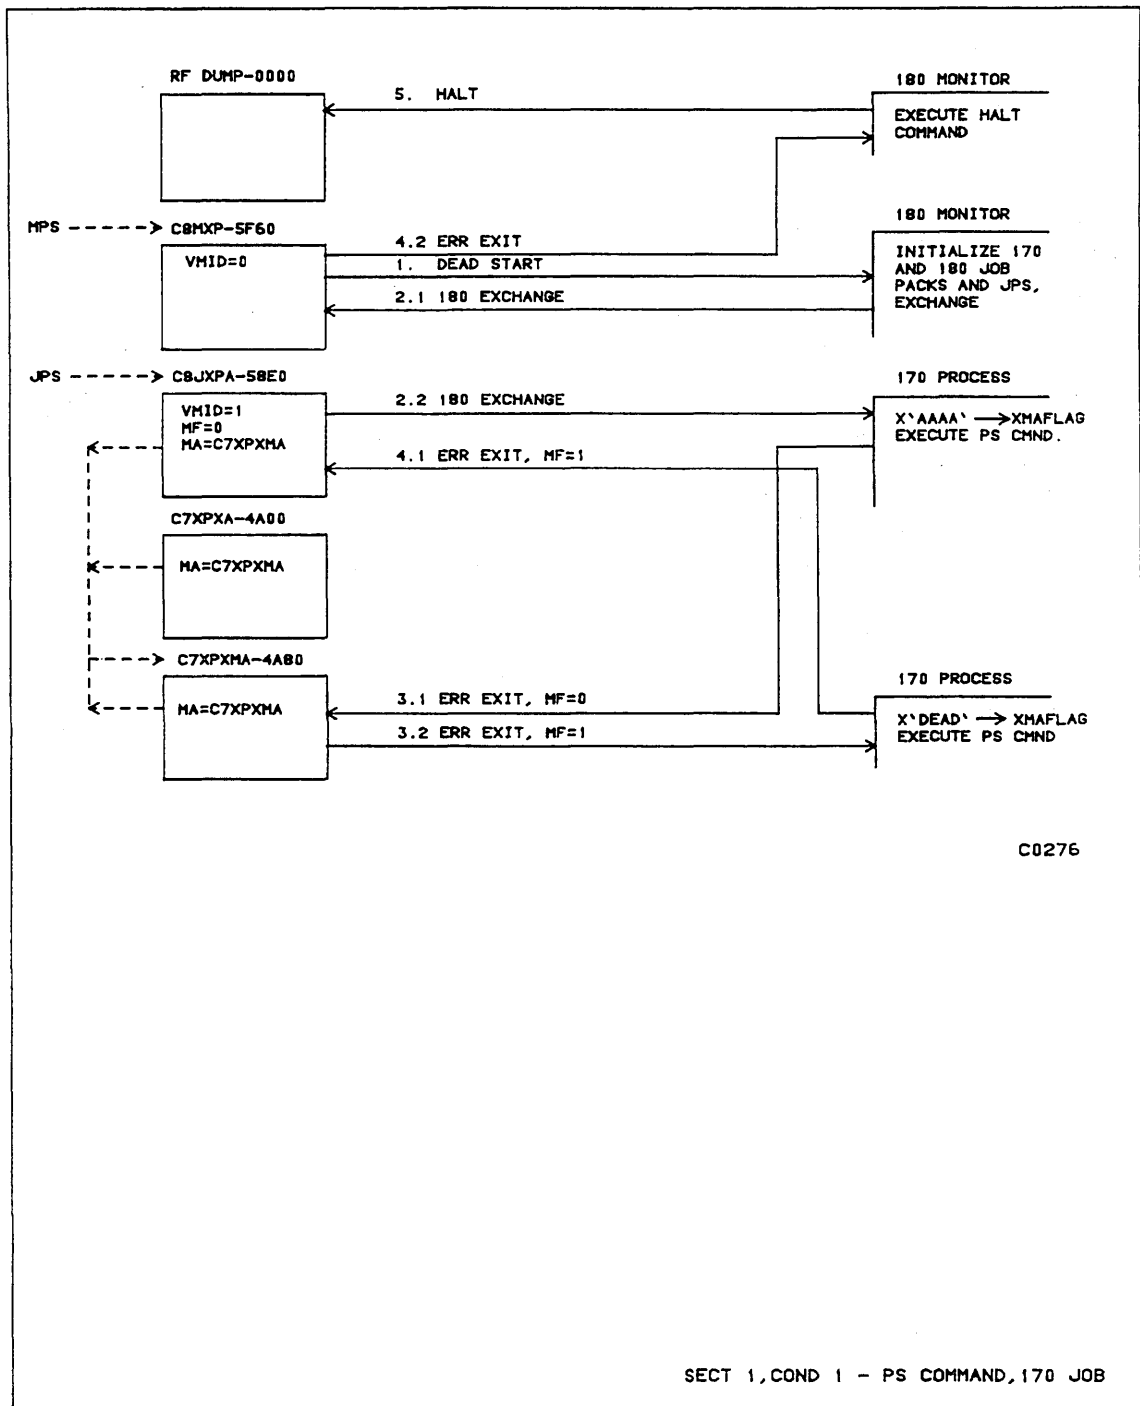 RF DUMP-0000
180 MONITOR
5. HALT
EXECUTE HALT
COMMAND
MPS
C8MXP-5F60
180 MONITOR
VMID=0
4.2 ERR EXIT
1. DEAD START
2.1 180 EXCHANGE
INITIALIZE 170
AND 180 JOB
PACKS AND JPS,
EXCHANGE
JPS
C8JXPA-58E0
170 PROCESS
VMID=1
MF=0
MA=C7XPXMA
2.2 180 EXCHANGE
4.1 ERR EXIT, MF=1
X`AAAA` → XMAFLAG
EXECUTE PS CMND.
C7XPXA-4A00
MA=C7XPXMA
C7XPXMA-4A80
170 PROCESS
MA=C7XPXMA
3.1 ERR EXIT, MF=0
3.2 ERR EXIT, MF=1
X`DEAD` → XMAFLAG
EXECUTE PS CMND
C0276
SECT 1,COND 1 - PS COMMAND,170 JOB